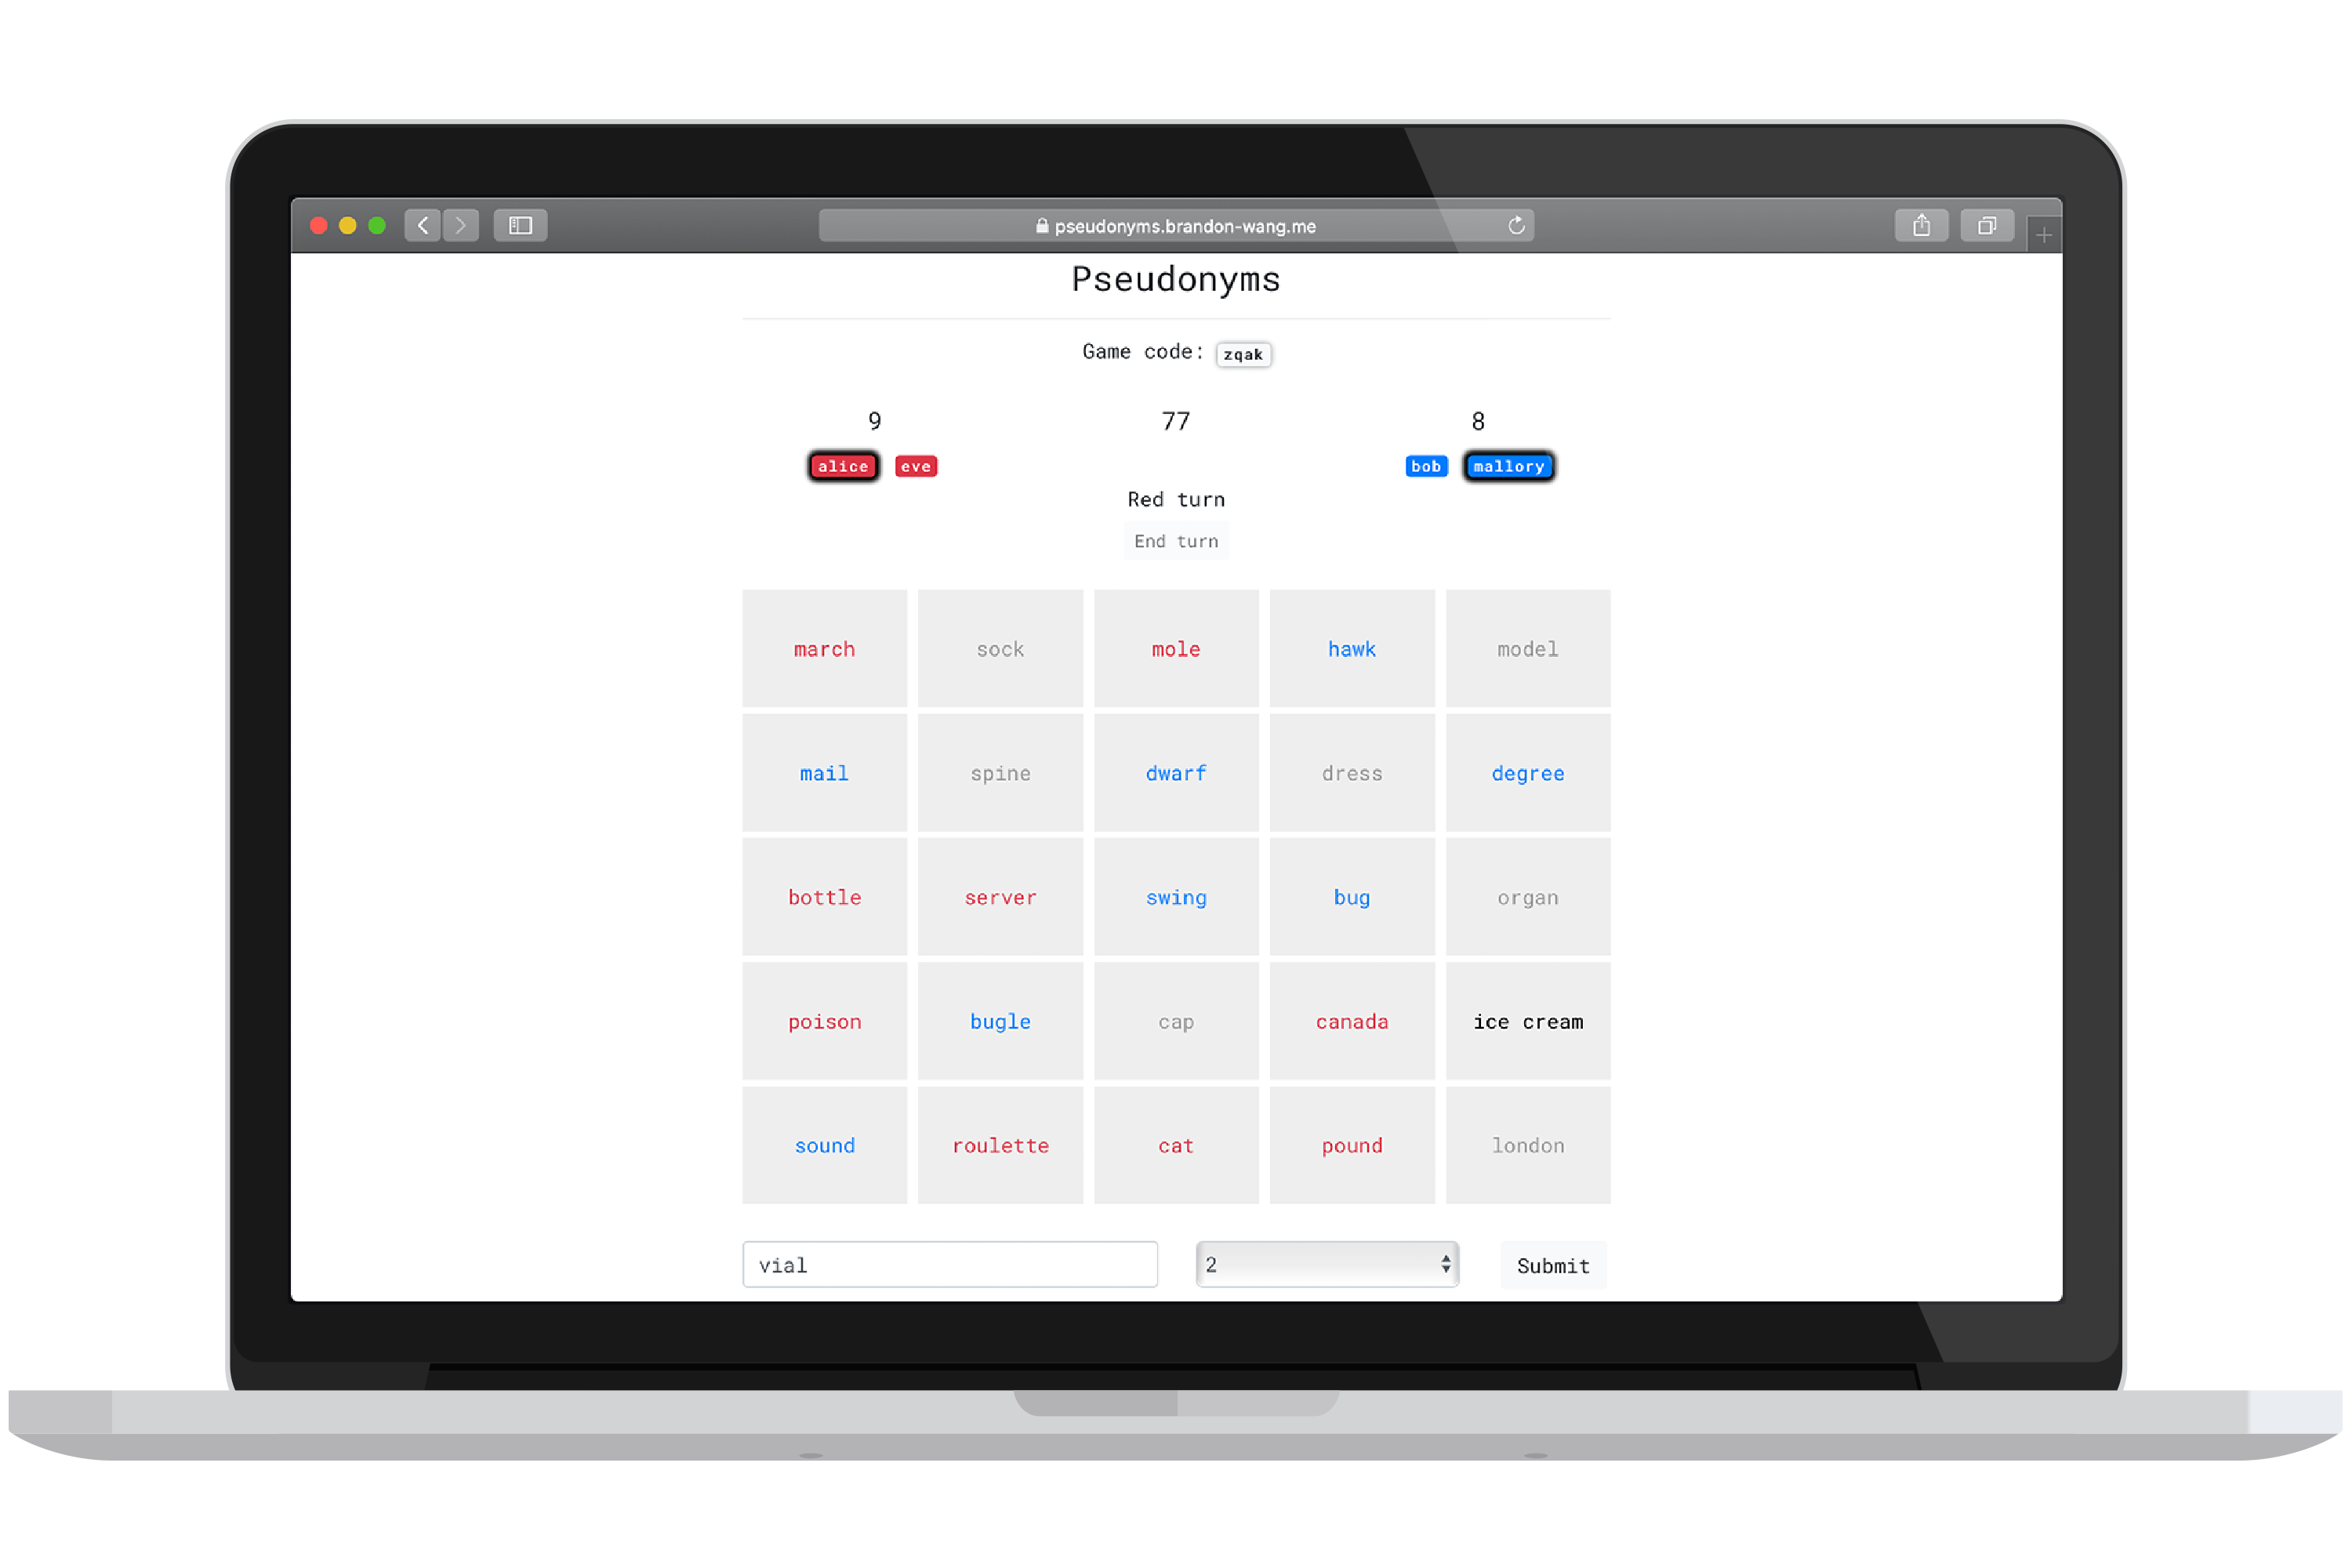 pseudonyms.brandon-wang.me
Pseudonyms
Game code: zqak
9 77 8
alice eve bob mallory
Red turn
End turn
march sock mole hawk model
mail spine dwarf dress degree
bottle server swing bug organ
poison bugle cap canada ice cream
sound roulette cat pound london
vial 2 Submit